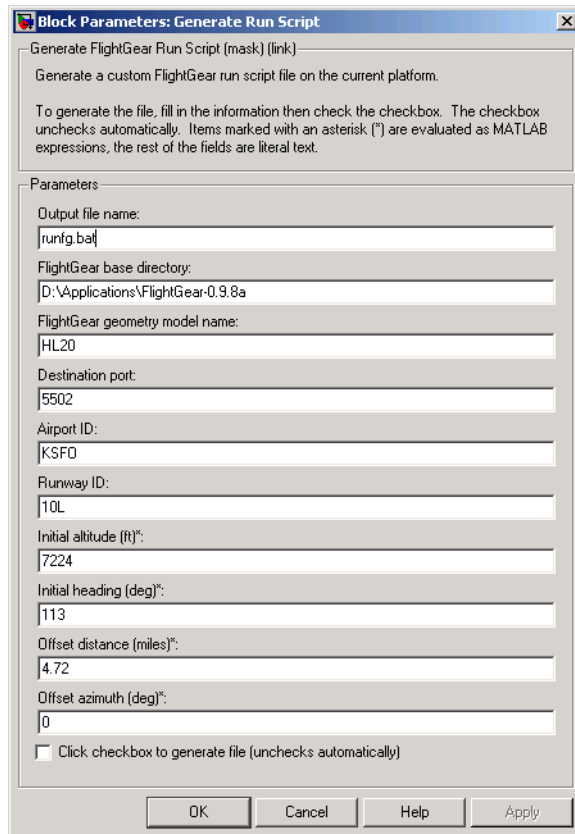 Block Parameters: Generate Run Script
Generate FlightGear Run Script (mask) (link)
Generate a custom FlightGear run script file on the current platform.
To generate the file, fill in the information then check the checkbox.  The checkbox
unchecks automatically.  Items marked with an asterisk (*) are evaluated as MATLAB
expressions, the rest of the fields are literal text.
Parameters
Output file name:
runfg.bat
FlightGear base directory:
D:\Applications\FlightGear-0.9.8a
FlightGear geometry model name:
HL20
Destination port:
5502
Airport ID:
KSFO
Runway ID:
10L
Initial altitude (ft)*:
7224
Initial heading (deg)*:
113
Offset distance (miles)*:
4.72
Offset azimuth (deg)*:
0
Click checkbox to generate file (unchecks automatically)
OK Cancel Help Apply